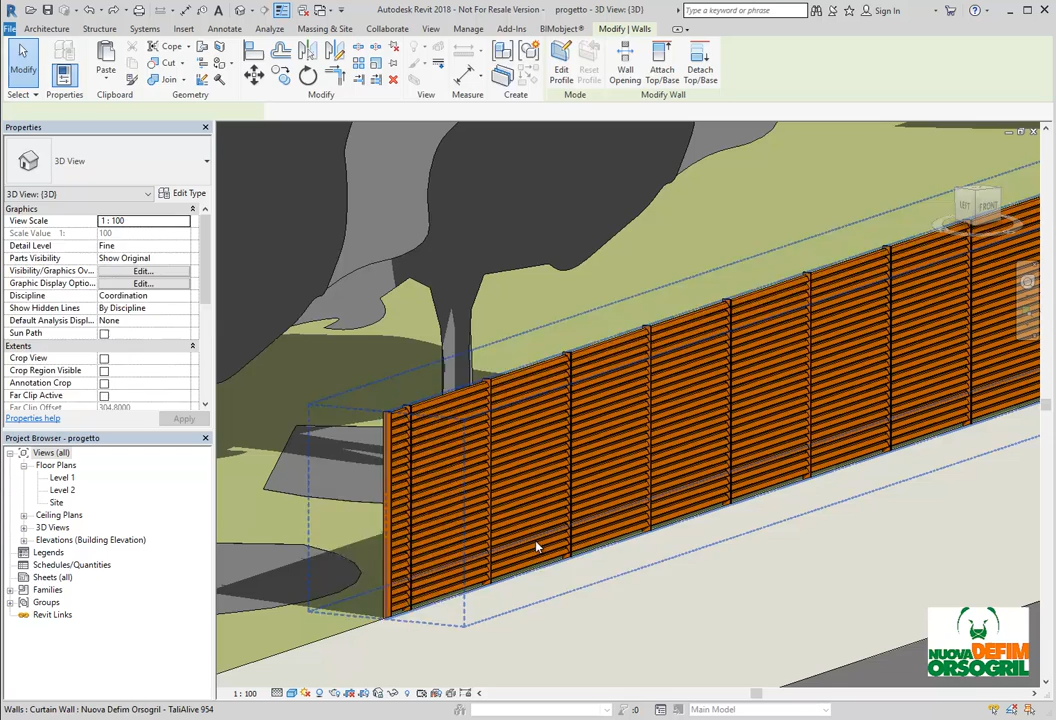 Autodesk Revit 2018 - Not For Resale Version - progetto - 3D View: {3D}
Type a keyword or phrase
Sign In
File
Architecture
Structure
Systems
Insert
Annotate
Analyze
Massing & Site
Collaborate
View
Manage
Add-Ins
BIMobject®
Modify | Walls
Modify
Properties
Paste
Cope
Cut
Join
Edit Profile
Reset Profile
Wall Opening
Attach Top/Base
Detach Top/Base
Select
Properties
Clipboard
Geometry
Modify
View
Measure
Create
Mode
Modify Wall
Properties
3D View
3D View: {3D}
Edit Type
Graphics
View Scale
1 : 100
Scale Value 1:
100
Detail Level
Fine
Parts Visibility
Show Original
Visibility/Graphics Ov...
Edit...
Graphic Display Optio...
Edit...
Discipline
Coordination
Show Hidden Lines
By Discipline
Default Analysis Displ...
None
Sun Path
Extents
Crop View
Crop Region Visible
Annotation Crop
Far Clip Active
Far Clip Offset
304.8000
Properties help
Apply
Project Browser - progetto
Views (all)
Floor Plans
Level 1
Level 2
Site
Ceiling Plans
3D Views
Elevations (Building Elevation)
Legends
Schedules/Quantities
Sheets (all)
Families
Groups
Revit Links
LEFT
FRONT
NUOVA DEFIM
ORSOGRIL
1 : 100
Walls : Curtain Wall : Nuova Defim Orsogril - TaliAlive 954
:0
Main Model